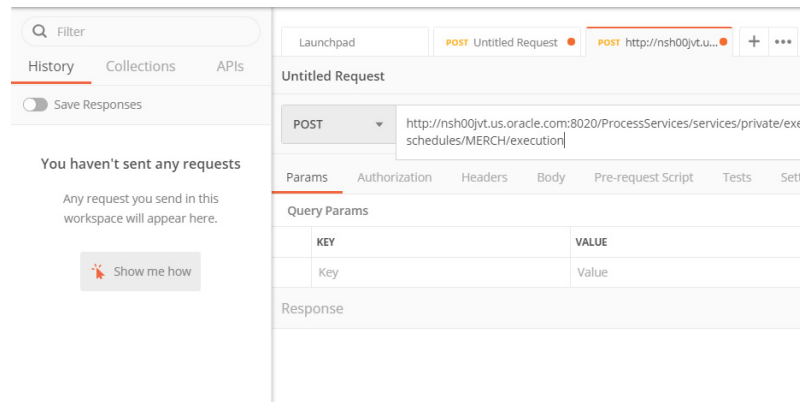 Filter
History Collections APIs
Save Responses
You haven't sent any requests
Any request you send in this
workspace will appear here.
Show me how
Launchpad POST Untitled Request POST http://nsh00jvt.u...
Untitled Request
POST http://nsh00jvt.us.oracle.com:8020/ProcessServices/services/private/exe
schedules/MERCH/execution
Params Authorization Headers Body Pre-request Script Tests Sett
Query Params
KEY VALUE
Key Value
Response